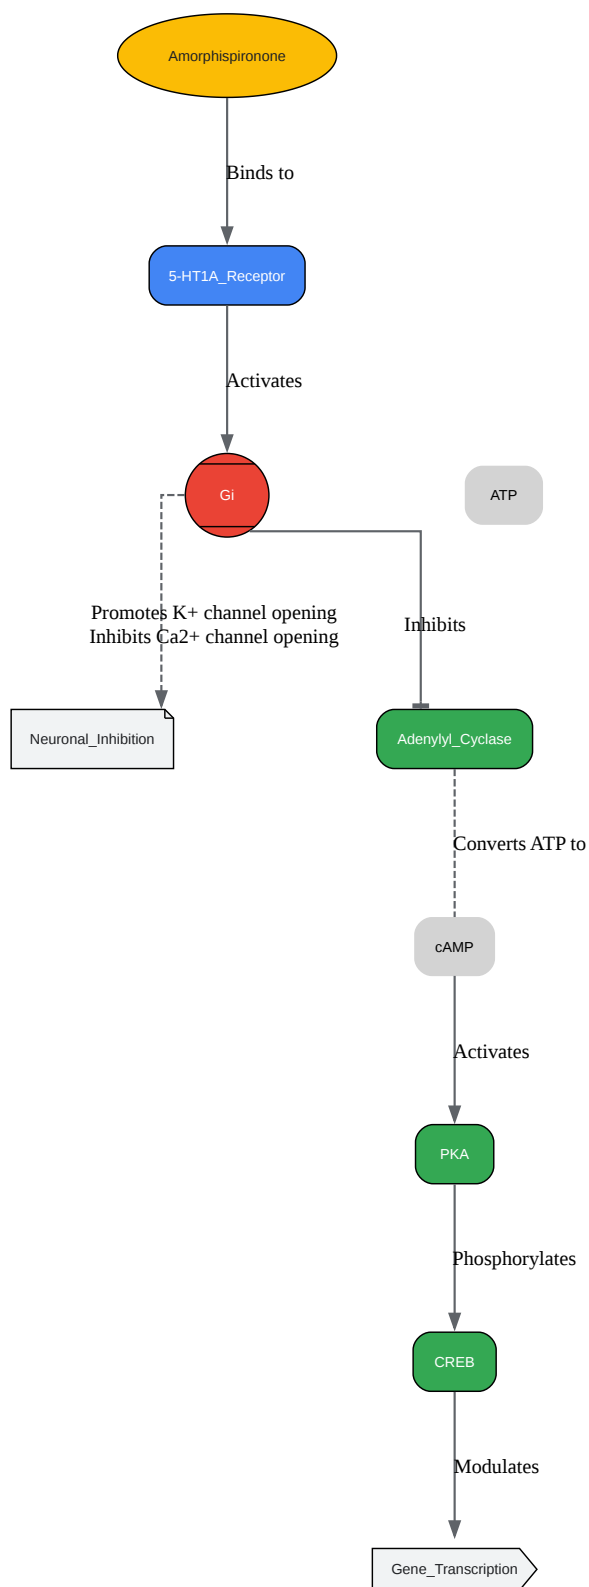 Amorphispironone
Binds to
5-HT1A_Receptor
Activates
Gi
ATP
Promotes K+ channel opening
Inhibits Ca2+ channel opening
Inhibits
Neuronal_Inhibition
Adenylyl_Cyclase
Converts ATP to
cAMP
Activates
PKA
Phosphorylates
CREB
Modulates
Gene_Transcription